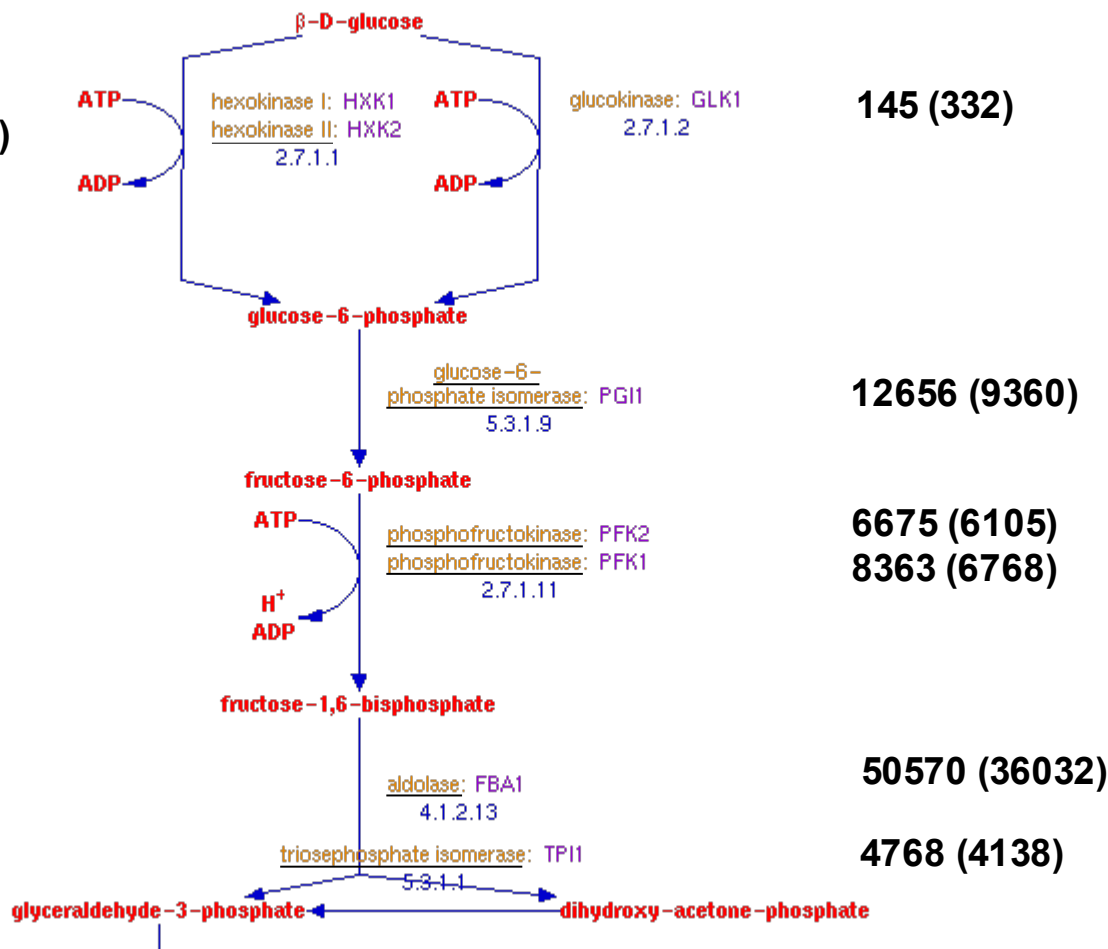 β-D-glucose
ATP
hexokinase I: HXK1
hexokinase II: HXK2
2.7.1.1
ADP
ATP
glucokinase: GLK1
2.7.1.2
ADP
145 (332)
)
glucose-6-phosphate
glucose-6-
phosphate isomerase: PGI1
5.3.1.9
12656 (9360)
fructose-6-phosphate
ATP
phosphofructokinase: PFK2
phosphofructokinase: PFK1
2.7.1.11
H+
ADP
6675 (6105)
8363 (6768)
fructose-1,6-bisphosphate
aldolase: FBA1
4.1.2.13
50570 (36032)
triosephosphate isomerase: TPI1
5.3.1.1
4768 (4138)
glyceraldehyde-3-phosphate
dihydroxy-acetone-phosphate